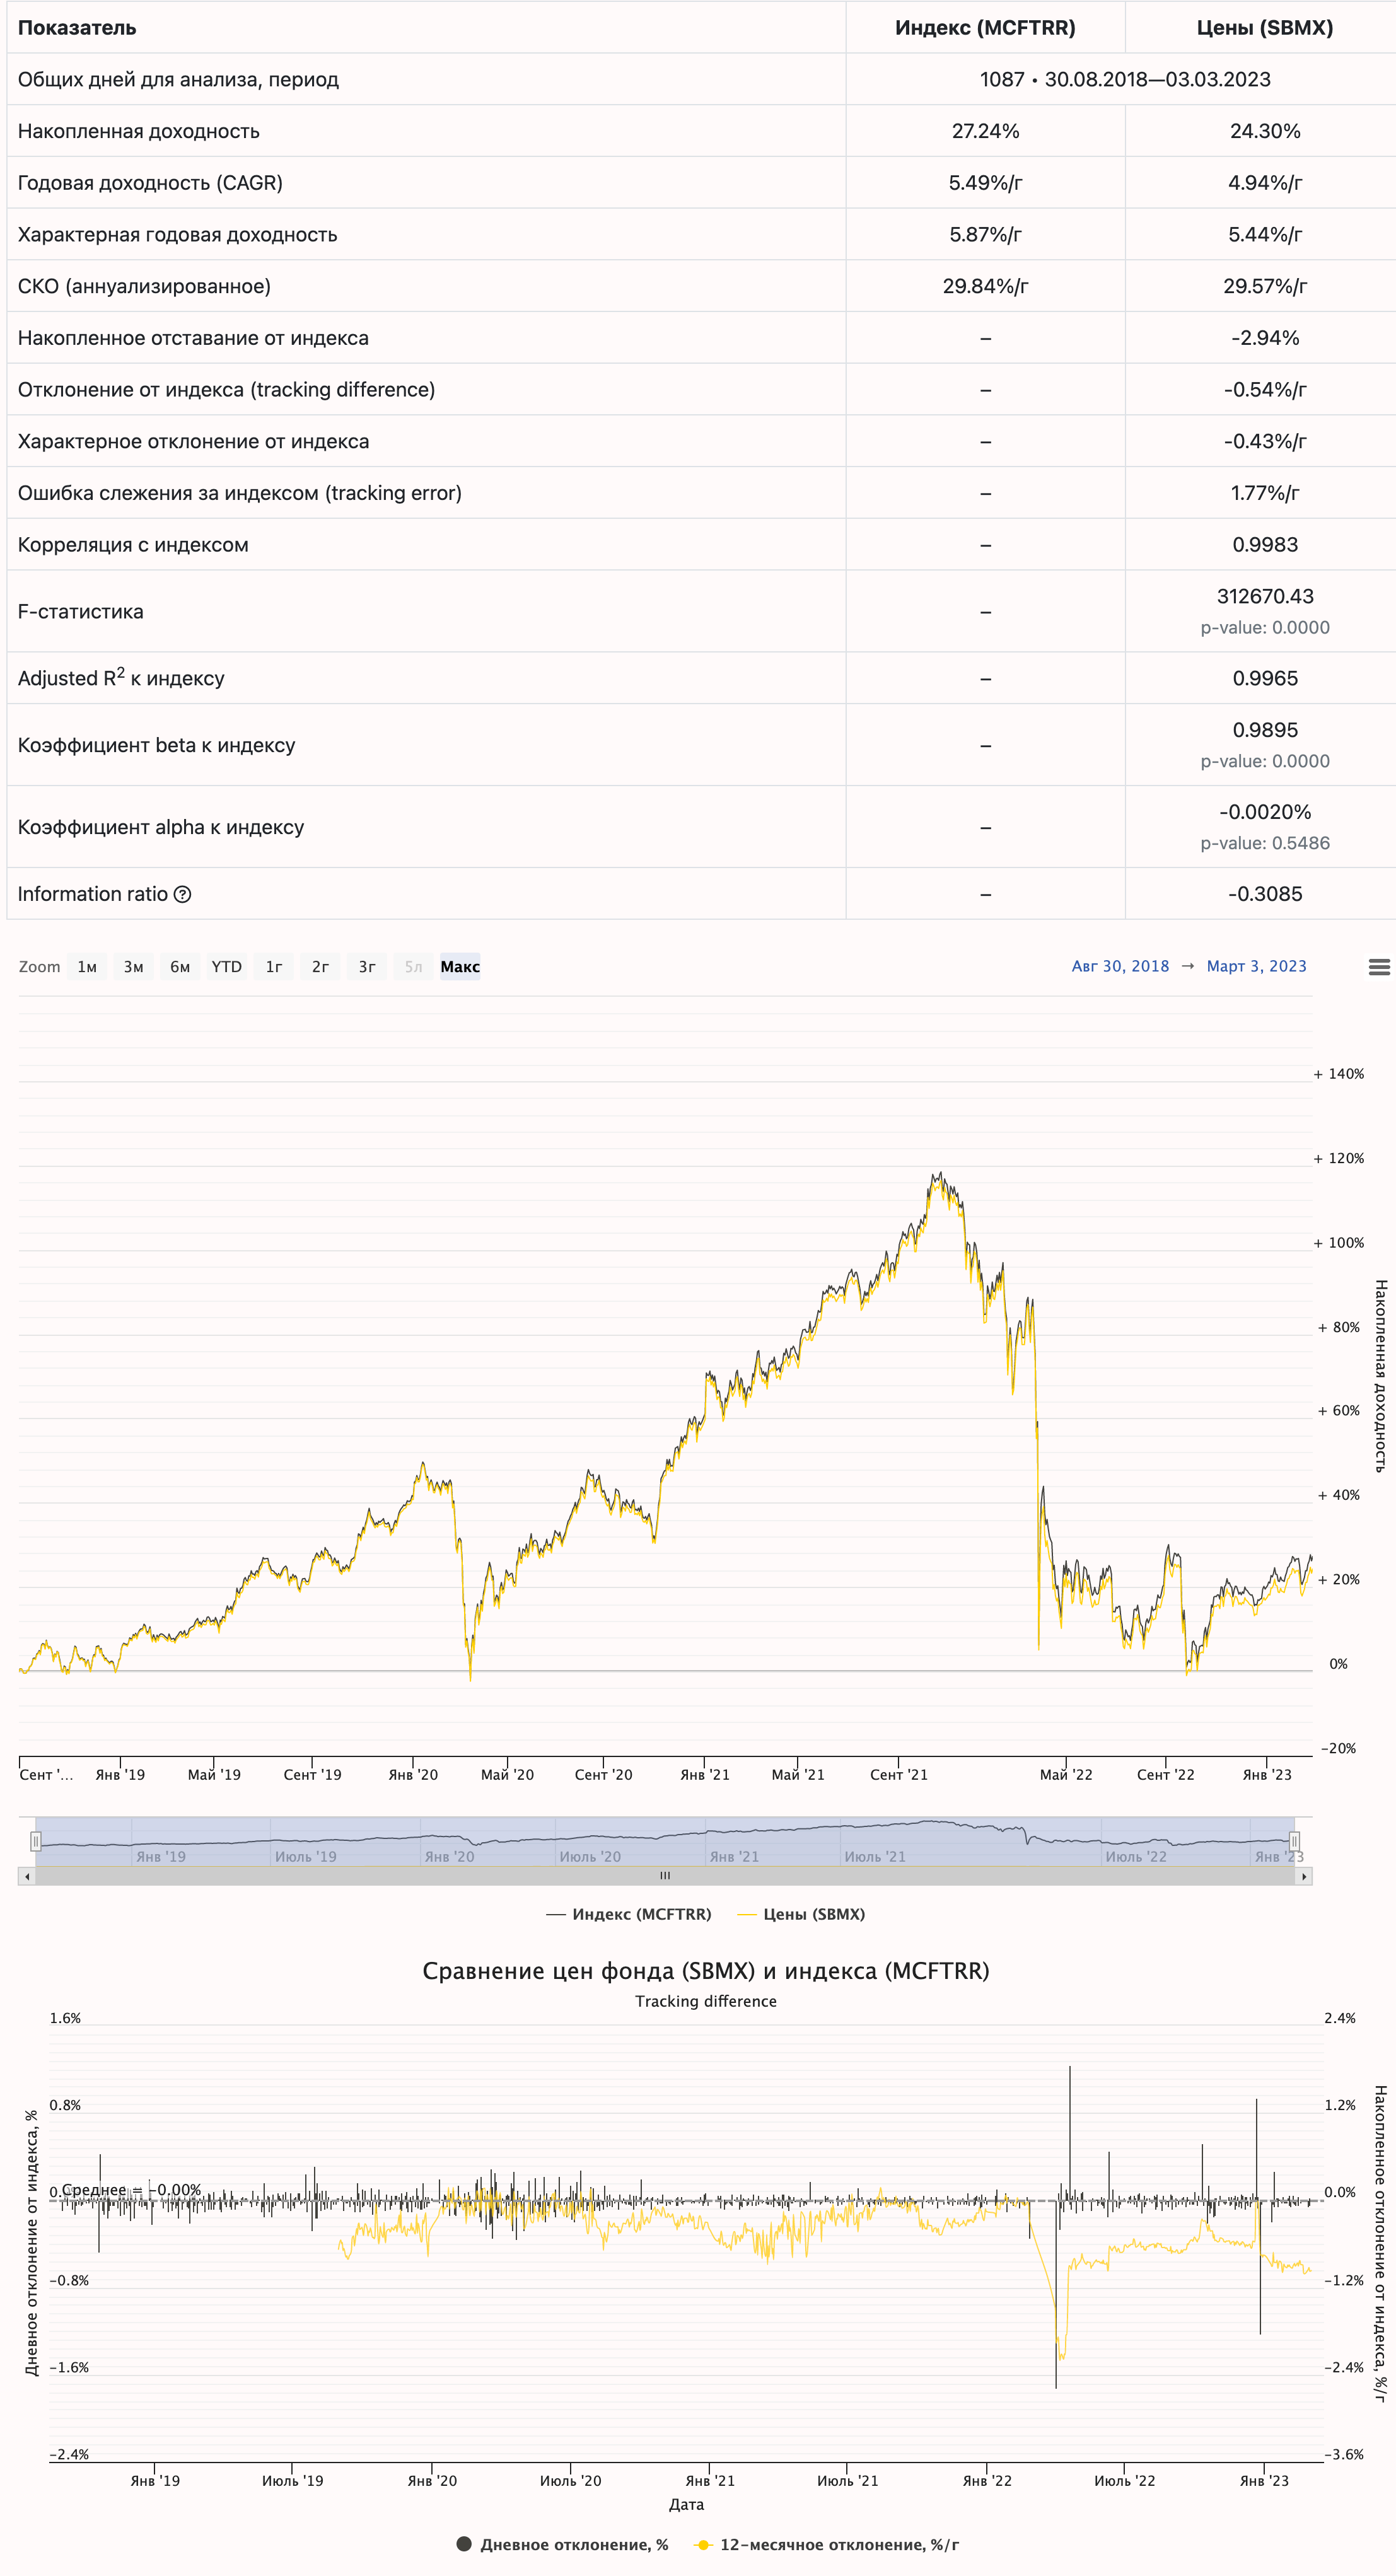 Показатель Индекс (MCFTRR) Цены (SBMX)
Общих дней для анализа, период 1087 • 30.08.2018—03.03.2023
Накопленная доходность 27.24% 24.30%
Годовая доходность (CAGR) 5.49%/г 4.94%/г
Характерная годовая доходность 5.87%/г 5.44%/г
СКО (аннуализированное) 29.84%/г 29.57%/г
Накопленное отставание от индекса – -2.94%
Отклонение от индекса (tracking difference) – -0.54%/г
Характерное отклонение от индекса – -0.43%/г
Ошибка слежения за индексом (tracking error) – 1.77%/г
Корреляция с индексом – 0.9983
F-статистика – 312670.43
p-value: 0.0000
Adjusted R² к индексу – 0.9965
Коэффициент beta к индексу – 0.9895
p-value: 0.0000
Коэффициент alpha к индексу – -0.0020%
p-value: 0.5486
Information ratio ? – -0.3085
Zoom 1м 3м 6м YTD 1г 2г 3г 5л Макс Авг 30, 2018 → Март 3, 2023
+ 140%
+ 120%
+ 100%
+ 80%
+ 60%
+ 40%
+ 20%
0%
-20%
Накопленная доходность
Сент '... Янв '19 Май '19 Сент '19 Янв '20 Май '20 Сент '20 Янв '21 Май '21 Сент '21 Май '22 Сент '22 Янв '23
Янв '19 Июль '19 Янв '20 Июль '20 Янв '21 Июль '21 Июль '22 Янв '23
Индекс (MCFTRR) Цены (SBMX)
Сравнение цен фонда (SBMX) и индекса (MCFTRR)
Tracking difference
1.6% 2.4%
0.8% 1.2%
Среднее = -0.00% 0.0%
-0.8% -1.2%
-1.6% -2.4%
-2.4% -3.6%
Дневное отклонение от индекса, %
Накопленное отклонение от индекса, %/г
Янв '19 Июль '19 Янв '20 Июль '20 Янв '21 Июль '21 Янв '22 Июль '22 Янв '23
Дата
Дневное отклонение, % 12-месячное отклонение, %/г